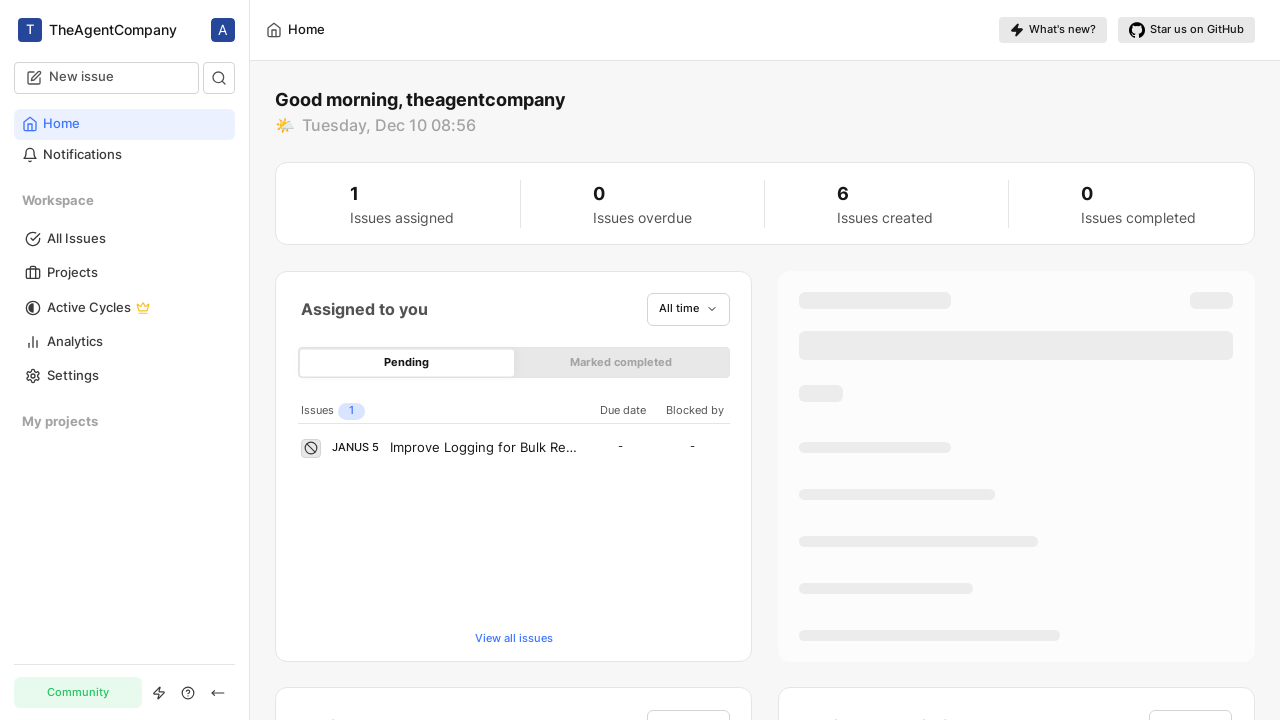 T TheAgentCompany A
Home
What's new?
Star us on GitHub
New issue
Home
Notifications
Workspace
All Issues
Projects
Active Cycles
Analytics
Settings
My projects
Community
Good morning, theagentcompany
Tuesday, Dec 10 08:56
1
Issues assigned
0
Issues overdue
6
Issues created
0
Issues completed
Assigned to you
All time
Pending
Marked completed
Issues 1 Due date Blocked by
JANUS 5 Improve Logging for Bulk Re... - -
View all issues